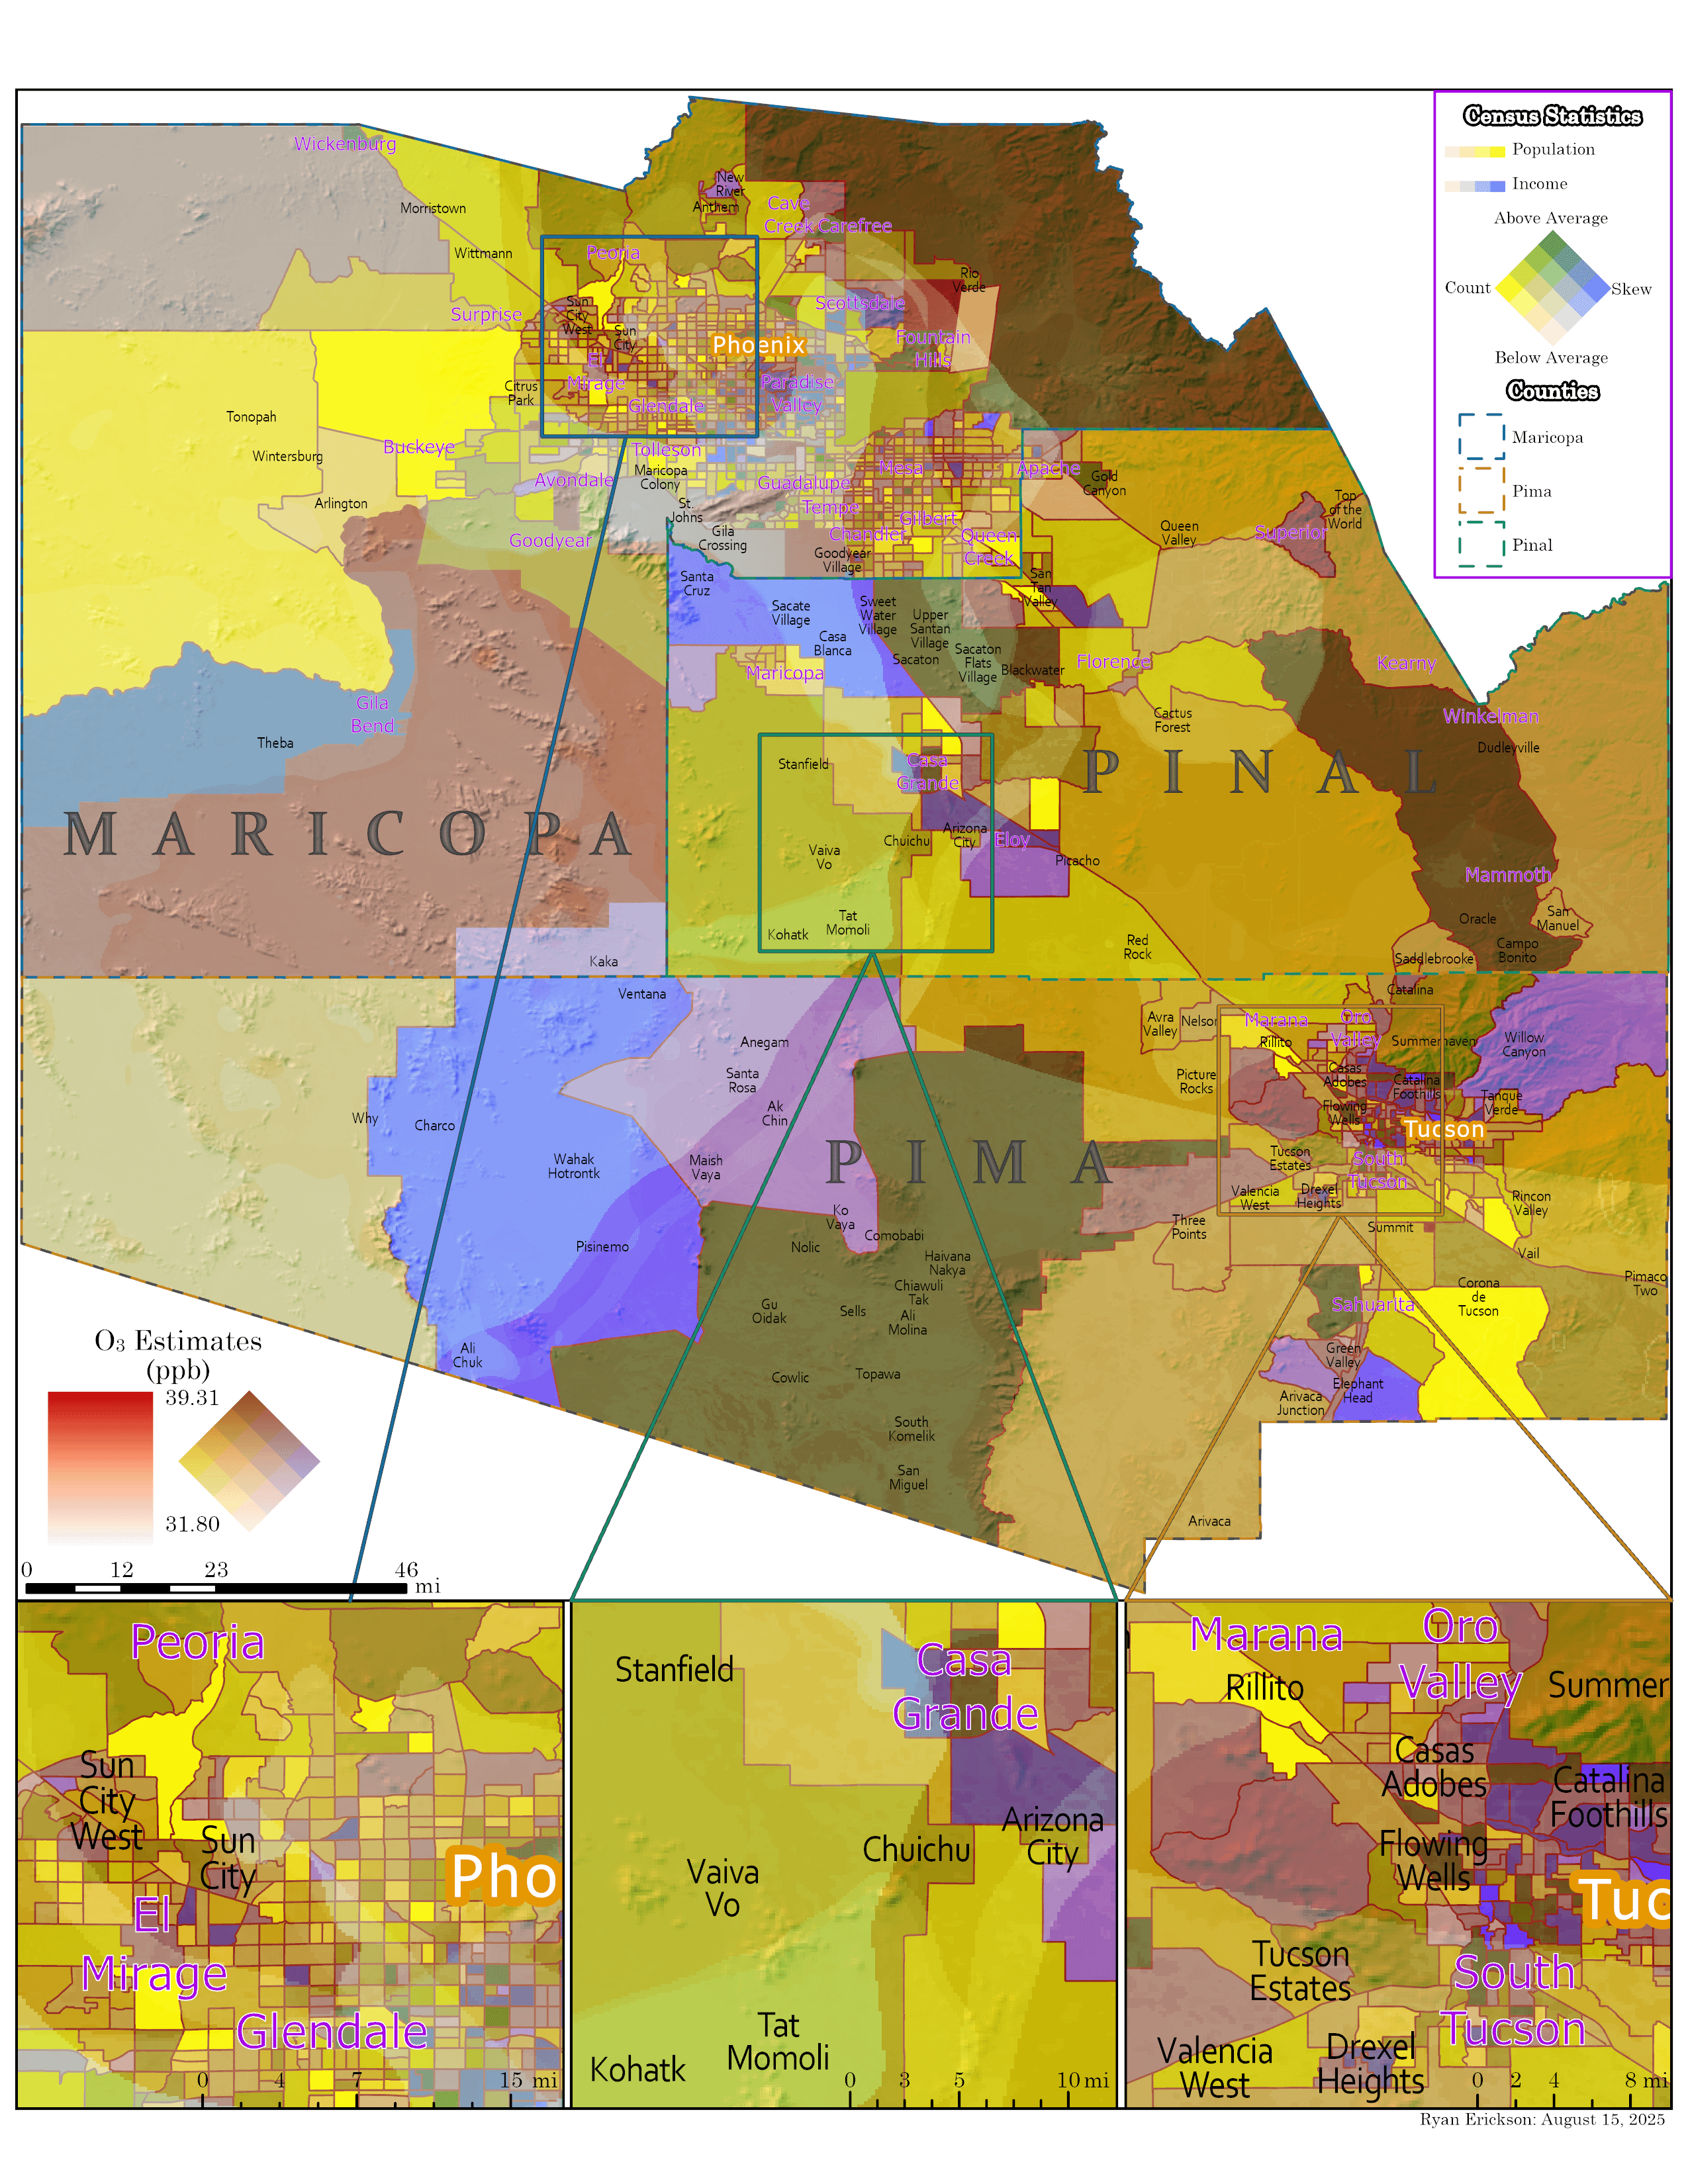 Census Statistics
Population
Income
Above Average
Count
Skew
Below Average
Counties
Maricopa
Pima
Pinal
Wickenburg
Morristown
Wittmann
New
River
Anthem
Cave
Creek
Carefree
Peoria
Rio
Verde
Surprise
Sun
City
West
Sun
City
Scottsdale
Phoenix
Fountain
Hills
El
Mirage
Citrus
Park
Paradise
Valley
Glendale
Tonopah
Buckeye
Wintersburg
Tolleson
Maricopa
Colony
Avondale
Arlington
Guadalupe
Tempe
Mesa
Apache
Gold
Canyon
Top
of the
World
St.
Johns
Gila
Crossing
Goodyear
Chandler
Gilbert
Queen
Creek
Goodyear
Village
Queen
Valley
Superior
Santa
Cruz
San
Tan
Valley
Sacate
Village
Casa
Blanca
Sweet
Water
Village
Upper
Santan
Village
Sacaton
Sacaton
Flats
Village
Blackwater
Florence
Kearny
Maricopa
Gila
Bend
Theba
Cactus
Forest
Winkelman
Dudleyville
Stanfield
Casa
Grande
PINAL
MARICOPA
Vaiva
Vo
Chuichu
Arizona
City
Eloy
Picacho
Mammoth
Kohatk
Tat
Momoli
Red
Rock
Oracle
San
Manuel
Campo
Bonito
Saddlebrooke
Kaka
Ventana
Catalina
Anegam
Santa
Rosa
Ak
Chin
Avra
Valley
Nelson
Marana
Rillito
Oro
Valley
Summerhaven
Willow
Canyon
Picture
Rocks
Casas
Adobes
Catalina
Foothills
Tanque
Verde
Flowing
Wells
Tucson
Why
Charco
Wahak
Hotrontk
Maish
Vaya
PIMA
Tucson
Estates
South
Tucson
Valencia
West
Drexel
Heights
Rincon
Valley
Three
Points
Summit
Vail
Ko
Vaya
Comobabi
Nolic
Haivana
Nakya
Pisinemo
Chiawuli
Tak
Gu
Oidak
Sells
Ali
Molina
Pimaco
Two
Corona
de
Tucson
Sahuarita
Green
Valley
Elephant
Head
Arivaca
Junction
Ali
Chuk
Cowlic
Topawa
South
Komelik
San
Miguel
Arivaca
O₃ Estimates
(ppb)
39.31
31.80
0 12 23 46 mi
Peoria
Sun
City
West
Sun
City
Pho
El
Mirage
Glendale
0 4 7 15 mi
Stanfield
Casa
Grande
Arizona
City
Chuichu
Vaiva
Vo
Tat
Momoli
Kohatk
0 3 5 10 mi
Marana
Oro
Valley
Rillito
Summer
Casas
Adobes
Catalina
Foothills
Flowing
Wells
Tuc
Tucson
Estates
South
Tucson
Valencia
West
Drexel
Heights
0 2 4 8 mi
Ryan Erickson: August 15, 2025